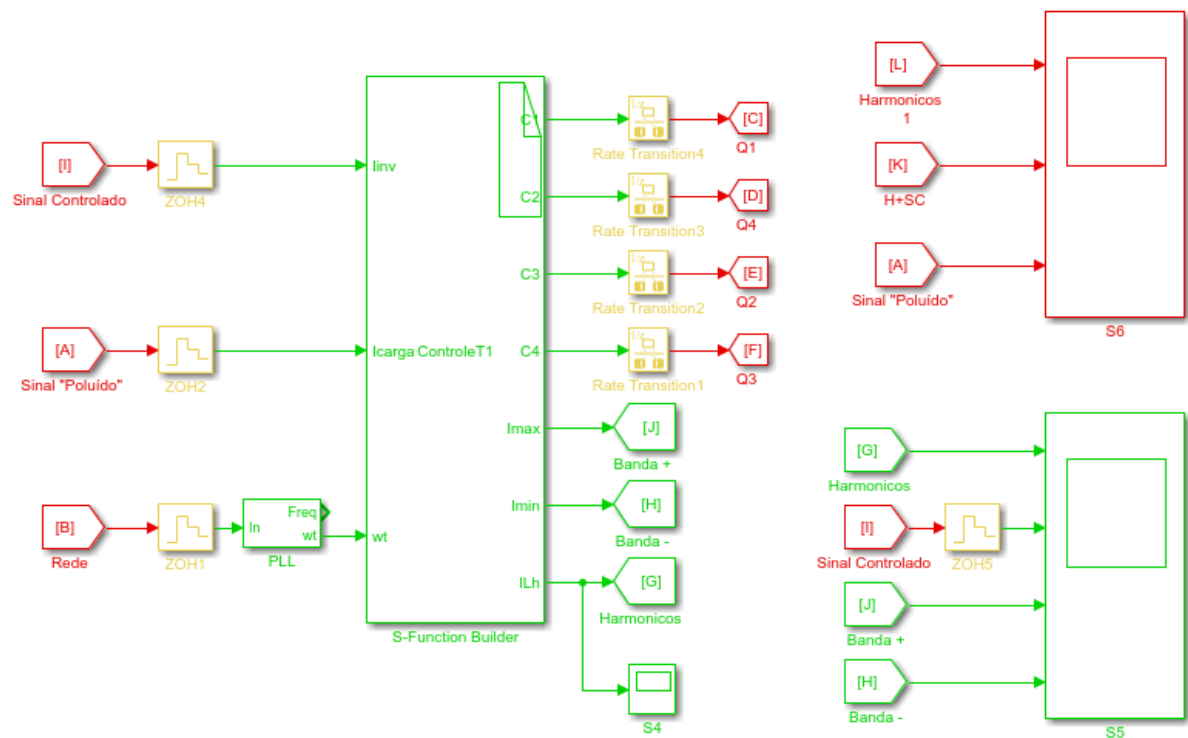 [I]
Sinal Controlado
ZOH4
[A]
Sinal "Poluído"
ZOH2
[B]
Rede
ZOH1
In
Freq
wt
PLL
Iinv
Icarga ControleT1
wt
C1
C2
C3
C4
Imax
Imin
ILh
S-Function Builder
1/z
Rate Transition4
[C]
Q1
Rate Transition3
[D]
Q4
1/z
Rate Transition2
[E]
Q2
Rate Transition1
[F]
Q3
[J]
Banda +
[H]
Banda -
[G]
Harmonicos
S4
[L]
Harmonicos
1
[K]
H+SC
[A]
Sinal "Poluído"
S6
[G]
Harmonicos
[I]
Sinal Controlado
ZOH5
[J]
Banda +
[H]
Banda -
S5